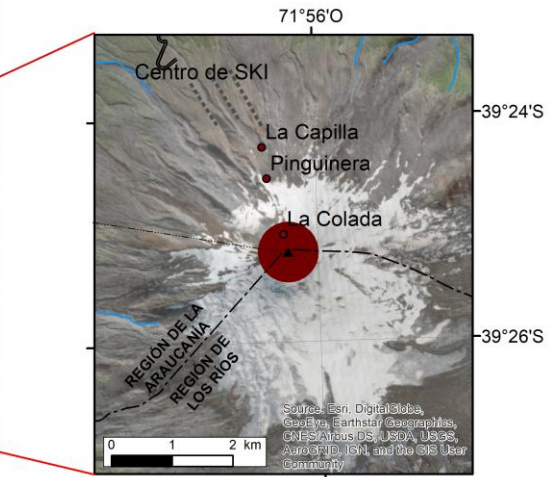 71°56'O
Centro de SKI
39°24'S
La Capilla
Pinguinera
La Colada
REGIÓN DE LA
ARAUCANÍA
REGIÓN DE
LOS RÍOS
39°26'S
Source: Esri, DigitalGlobe,
GeoEye, Earthstar Geographics,
CNES/Airbus DS, USDA, USGS,
AeroGRID, IGN, and the GIS User
Community
0 1 2 km